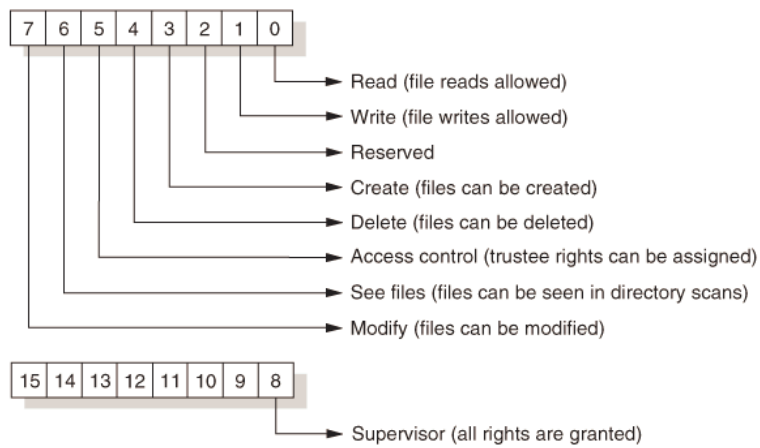 7 6 5 4 3 2 1 0
Read (file reads allowed)
Write (file writes allowed)
Reserved
Create (files can be created)
Delete (files can be deleted)
Access control (trustee rights can be assigned)
See files (files can be seen in directory scans)
Modify (files can be modified)
15 14 13 12 11 10 9 8
Supervisor (all rights are granted)